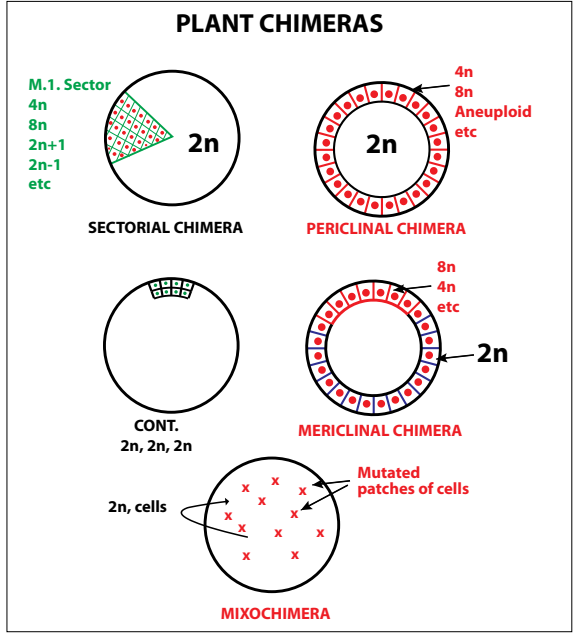 PLANT CHIMERAS
M.1. Sector
4n
8n
2n+1
2n-1
etc
2n
SECTORIAL CHIMERA
4n
8n
Aneuploid
etc
2n
PERICLINAL CHIMERA
CONT.
2n, 2n, 2n
8n
4n
etc
2n
MERICLINAL CHIMERA
2n, cells
Mutated
patches of cells
x
x
x
x
x
x
x
x
x
x
x
MIXOCHIMERA